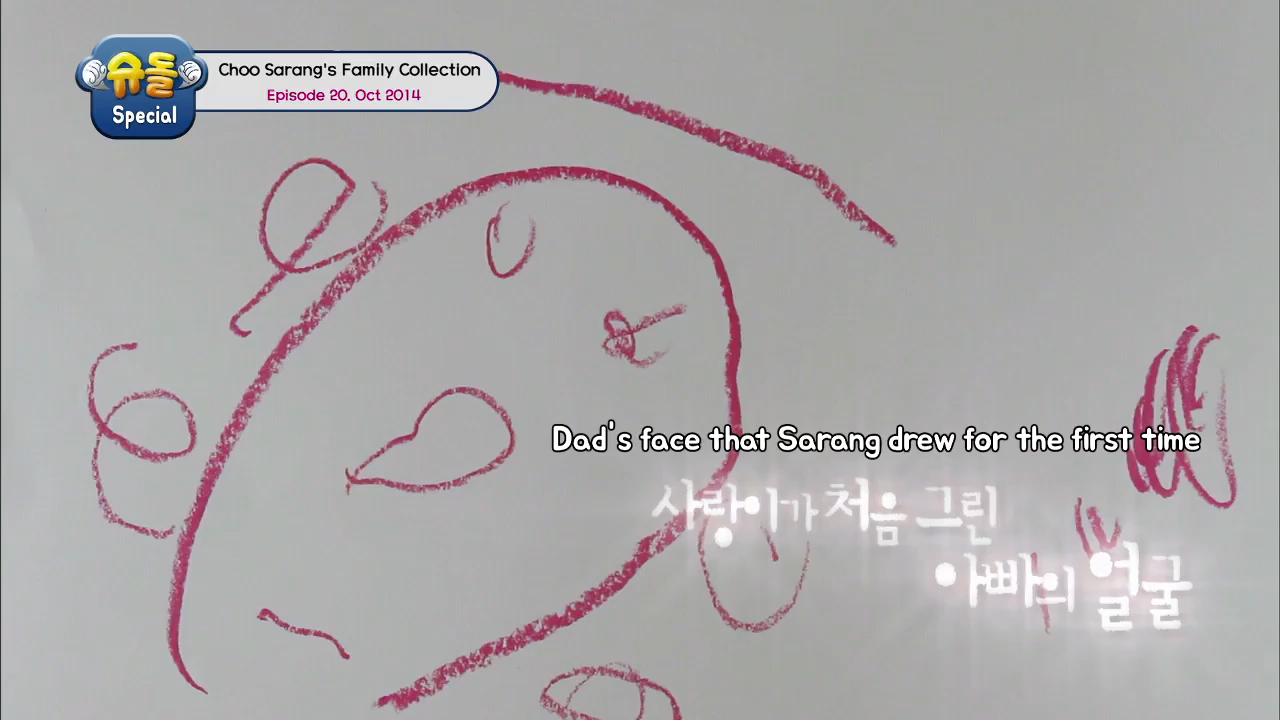 슈돌
Special
Choo Sarang's Family Collection
Episode 20. Oct 2014
Dad's face that Sarang drew for the first time
사랑이가 처음 그린
아빠의 얼굴